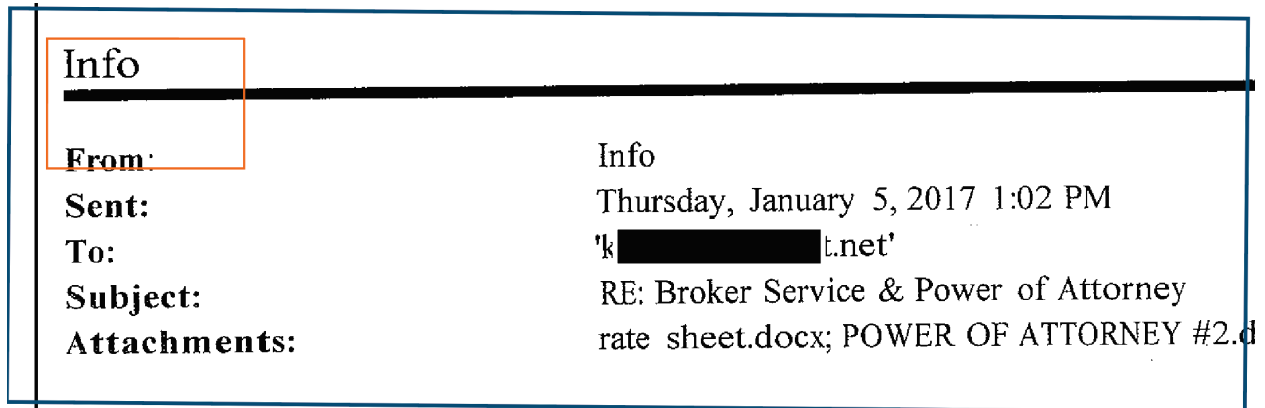 Info
From: Info
Sent: Thursday, January 5, 2017 1:02 PM
To: 'k t.net'
Subject: RE: Broker Service & Power of Attorney
Attachments: rate sheet.docx; POWER OF ATTORNEY #2.d